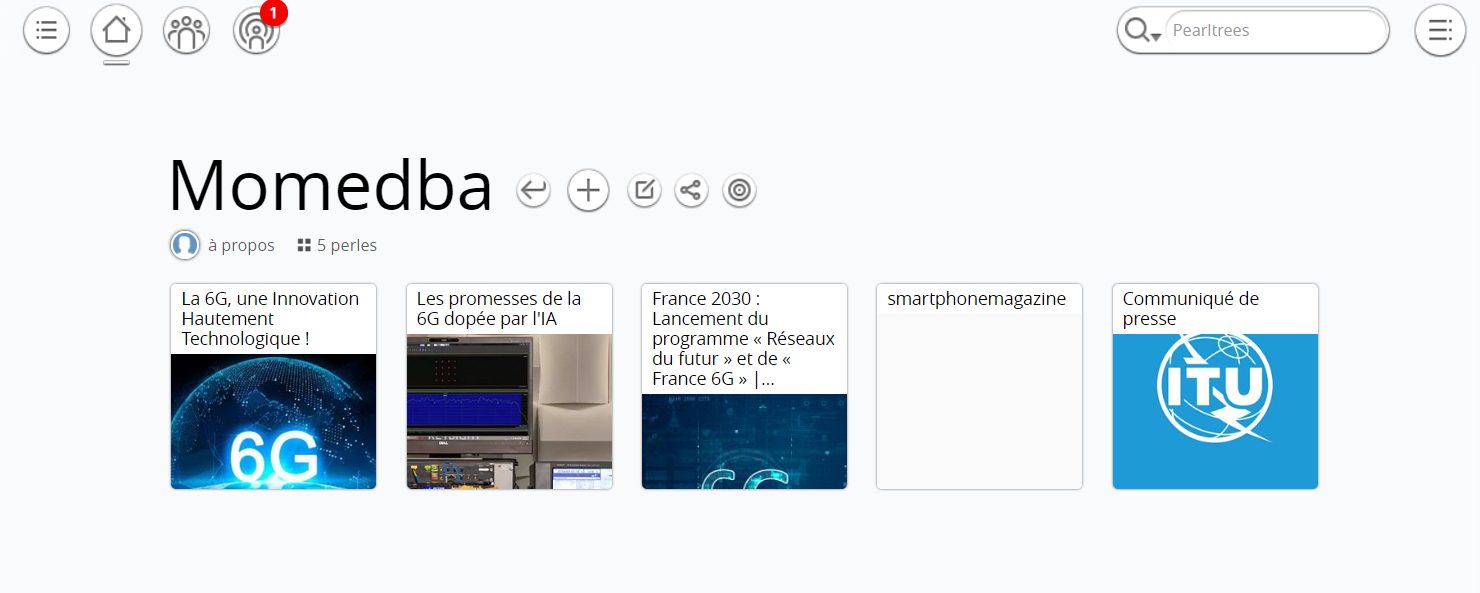 1
Pearltrees
Momedba
à propos
5 perles
La 6G, une Innovation
Hautement
Technologique !
6G
Les promesses de la
6G dopée par l'IA
KEYSIGHT
DELL
France 2030 :
Lancement du
programme « Réseaux
du futur » et de «
France 6G » |...
6G
smartphonemagazine
Communiqué de
presse
ITU